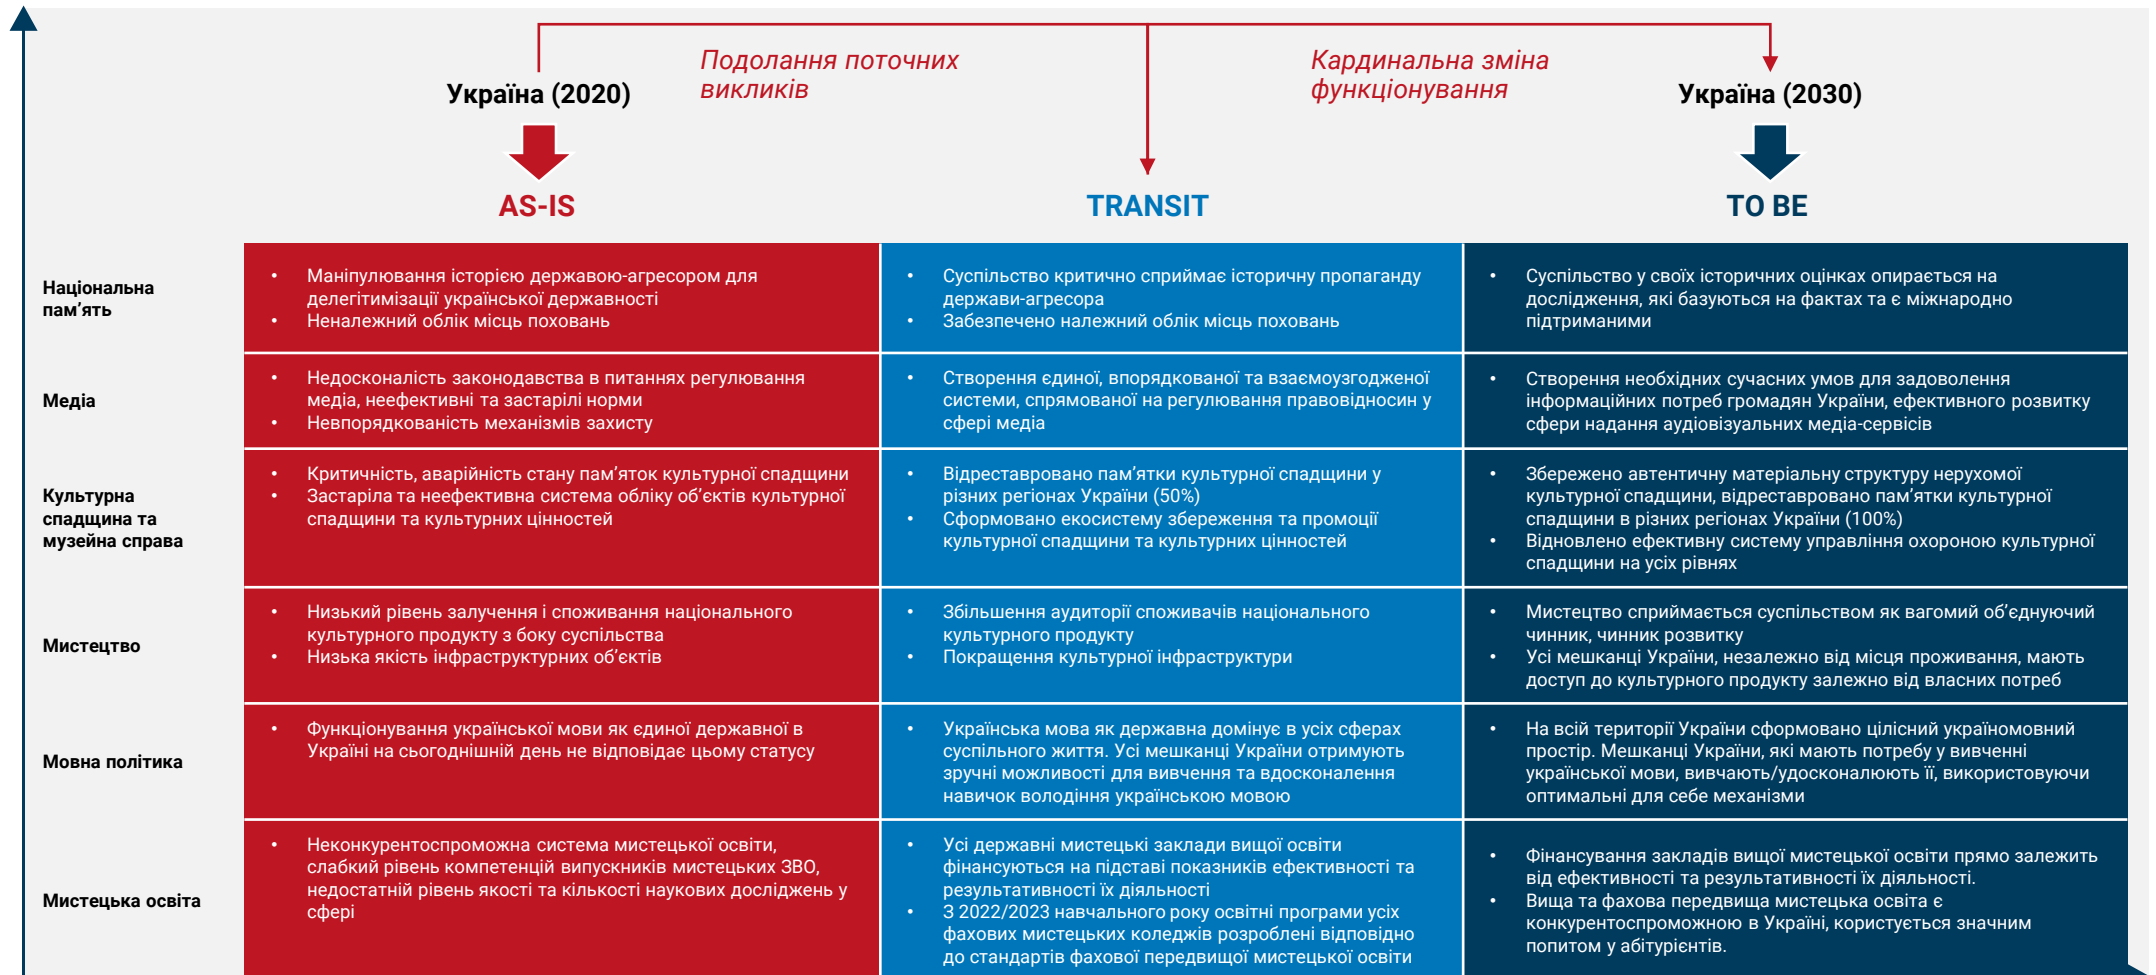 Подолання поточних
викликів
Кардинальна зміна
функціонування
Україна (2020)
Україна (2030)
AS-IS
TRANSIT
TO BE
Національна
пам’ять
• Маніпулювання історією державою-агресором для
делегітимізації української державності
• Неналежний облік місць поховань
• Суспільство критично сприймає історичну пропаганду
держави-агресора
• Забезпечено належний облік місць поховань
• Суспільство у своїх історичних оцінках опирається на
дослідження, які базуються на фактах та є міжнародно
підтриманими
Медіа
• Недосконалість законодавства в питаннях регулювання
медіа, неефективні та застарілі норми
• Невпорядкованість механізмів захисту
• Створення єдиної, впорядкованої та взаємоузгодженої
системи, спрямованої на регулювання правовідносин у
сфері медіа
• Створення необхідних сучасних умов для задоволення
інформаційних потреб громадян України, ефективного розвитку
сфери надання аудіовізуальних медіа-сервісів
Культурна
спадщина та
музейна справа
• Критичність, аварійність стану пам’яток культурної спадщини
• Застаріла та неефективна система обліку об’єктів культурної
спадщини та культурних цінностей
• Відреставровано пам’ятки культурної спадщини у
різних регіонах України (50%)
• Сформовано екосистему збереження та промоції
культурної спадщини та культурних цінностей
• Збережено автентичну матеріальну структуру нерухомої
культурної спадщини, відреставровано пам’ятки культурної
спадщини в різних регіонах України (100%)
• Відновлено ефективну систему управління охороною культурної
спадщини на усіх рівнях
Мистецтво
• Низький рівень залучення і споживання національного
культурного продукту з боку суспільства
• Низька якість інфраструктурних об’єктів
• Збільшення аудиторії споживачів національного
культурного продукту
• Покращення культурної інфраструктури
• Мистецтво сприймається суспільством як вагомий об’єднуючий
чинник, чинник розвитку
• Усі мешканці України, незалежно від місця проживання, мають
доступ до культурного продукту залежно від власних потреб
Мовна політика
• Функціонування української мови як єдиної державної в
Україні на сьогоднішній день не відповідає цьому статусу
• Українська мова як державна домінує в усіх сферах
суспільного життя. Усі мешканці України отримують
зручні можливості для вивчення та вдосконалення
навичок володіння українською мовою
• На всій території України сформовано цілісний україномовний
простір. Мешканці України, які мають потребу у вивченні
української мови, вивчають/удосконалюють її, використовуючи
оптимальні для себе механізми
Мистецька освіта
• Неконкурентоспроможна система мистецької освіти,
слабкий рівень компетенцій випускників мистецьких ЗВО,
недостатній рівень якості та кількості наукових досліджень у
сфері
• Усі державні мистецькі заклади вищої освіти
фінансуються на підставі показників ефективності та
результативності їх діяльності
• З 2022/2023 навчального року освітні програми усіх
фахових мистецьких коледжів розроблені відповідно
до стандартів фахової передвищої мистецької освіти
• Фінансування закладів вищої мистецької освіти прямо залежить
від ефективності та результативності їх діяльності.
• Вища та фахова передвища мистецька освіта є
конкурентоспроможною в Україні, користується значним
попитом у абітурієнтів.